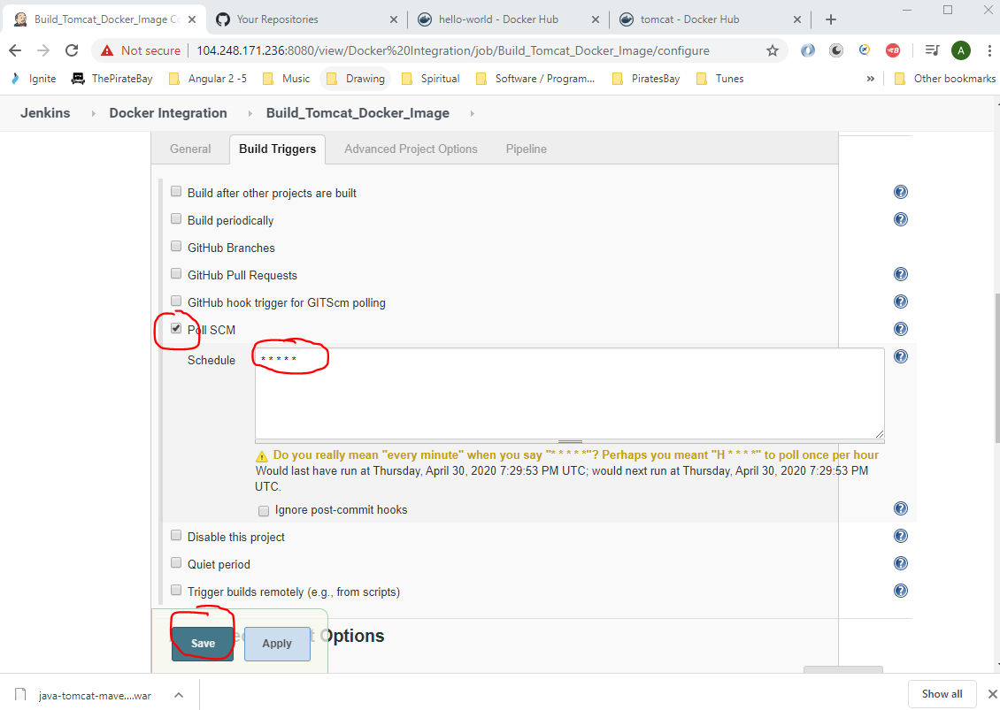 Build_Tomcat_Docker_Image Co
Your Repositories
hello-world - Docker Hub
tomcat - Docker Hub
Not secure
104.248.171.236:8080/view/Docker%20Integration/job/Build_Tomcat_Docker_Image/configure
A
Ignite
ThePirateBay
Angular 2 -5
Music
Drawing
Spiritual
Software / Program...
PiratesBay
Tunes
»
Other bookmarks
Jenkins
Docker Integration
Build_Tomcat_Docker_Image
General
Build Triggers
Advanced Project Options
Pipeline
Build after other projects are built
Build periodically
GitHub Branches
GitHub Pull Requests
GitHub hook trigger for GITScm polling
Poll SCM
Schedule
* * * * *
Do you really mean "every minute" when you say "* * * * *"? Perhaps you meant "H * * * *" to poll once per hour
Would last have run at Thursday, April 30, 2020 7:29:53 PM UTC; would next run at Thursday, April 30, 2020 7:29:53 PM
UTC.
Ignore post-commit hooks
Disable this project
Quiet period
Trigger builds remotely (e.g., from scripts)
Options
Save
Apply
java-tomcat-mave....war
Show all